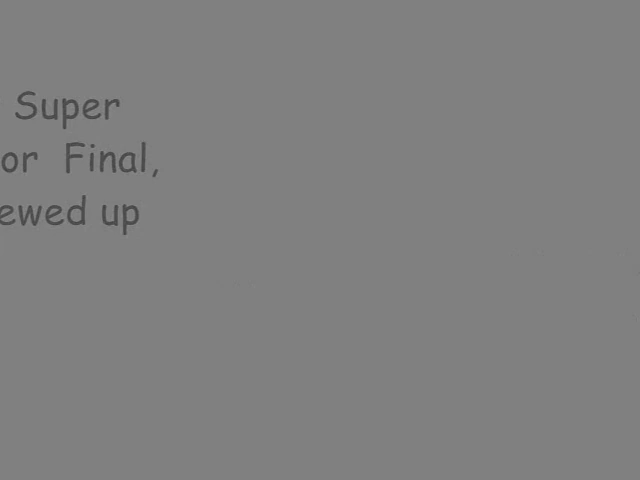 Super
or Final,
ewed up